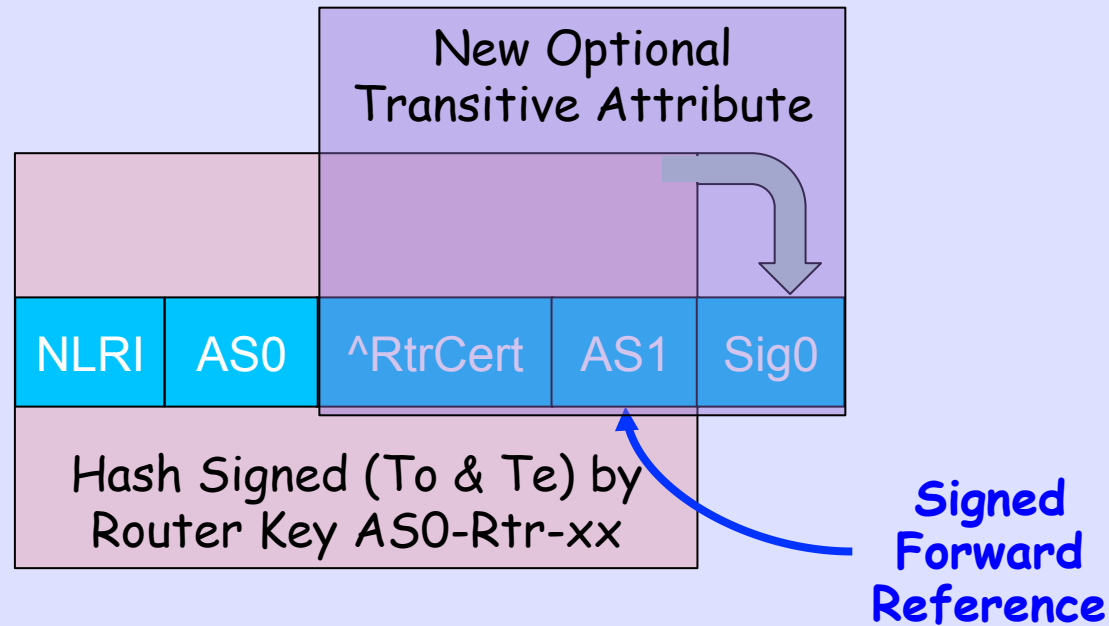 New Optional
Transitive Attribute
NLRI AS0 ^RtrCert AS1 Sig0
Hash Signed (To & Te) by
Router Key AS0-Rtr-xx
Signed
Forward
Reference